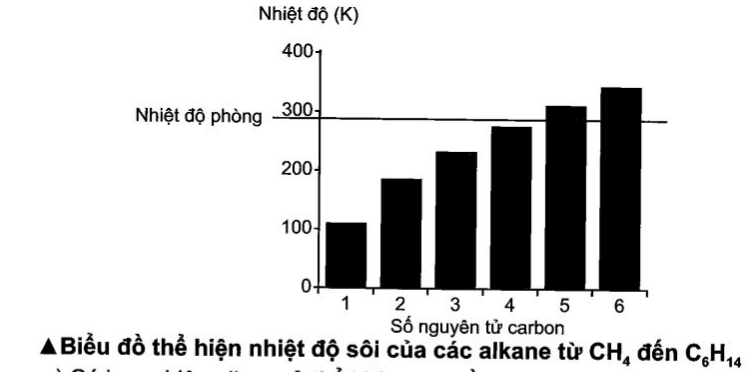 Nhiệt độ (K)
400
Nhiệt độ phòng
300
200
100
0
1 2 3 4 5 6
Số nguyên tử carbon
▲Biểu đồ thể hiện nhiệt độ sôi của các alkane từ CH₄ đến C₆H₁₄